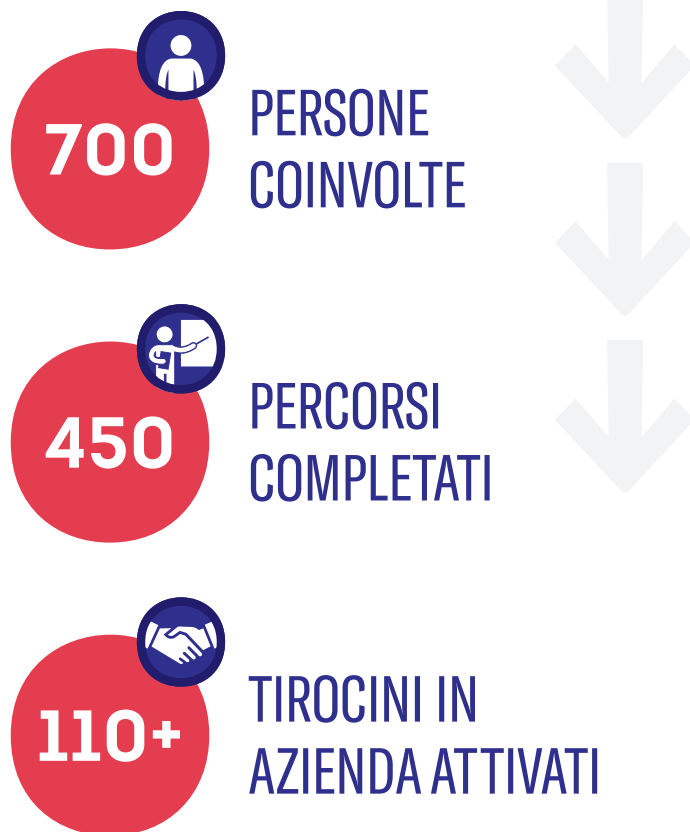 700
PERSONE
COINVOLTE
450
PERCORSI
COMPLETATI
110+
TIROCINI IN
AZIENDA ATTIVATI